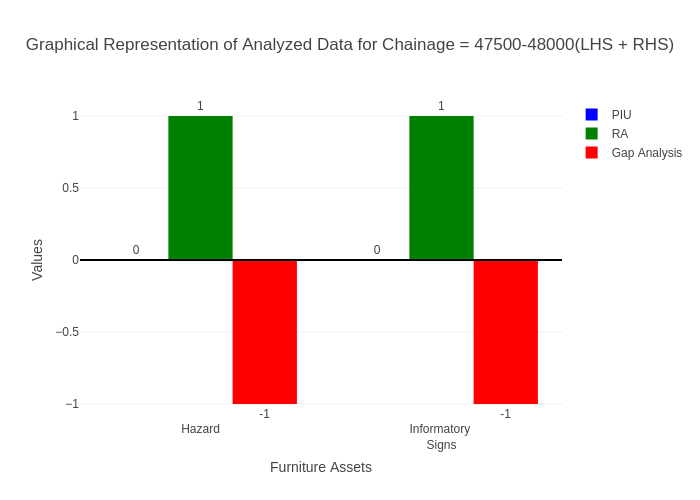 Graphical Representation of Analyzed Data for Chainage = 47500-48000(LHS + RHS)
PIU
RA
Gap Analysis
1
0.5
0
−0.5
−1
Values
0
1
-1
0
1
-1
Hazard
Informatory
Signs
Furniture Assets